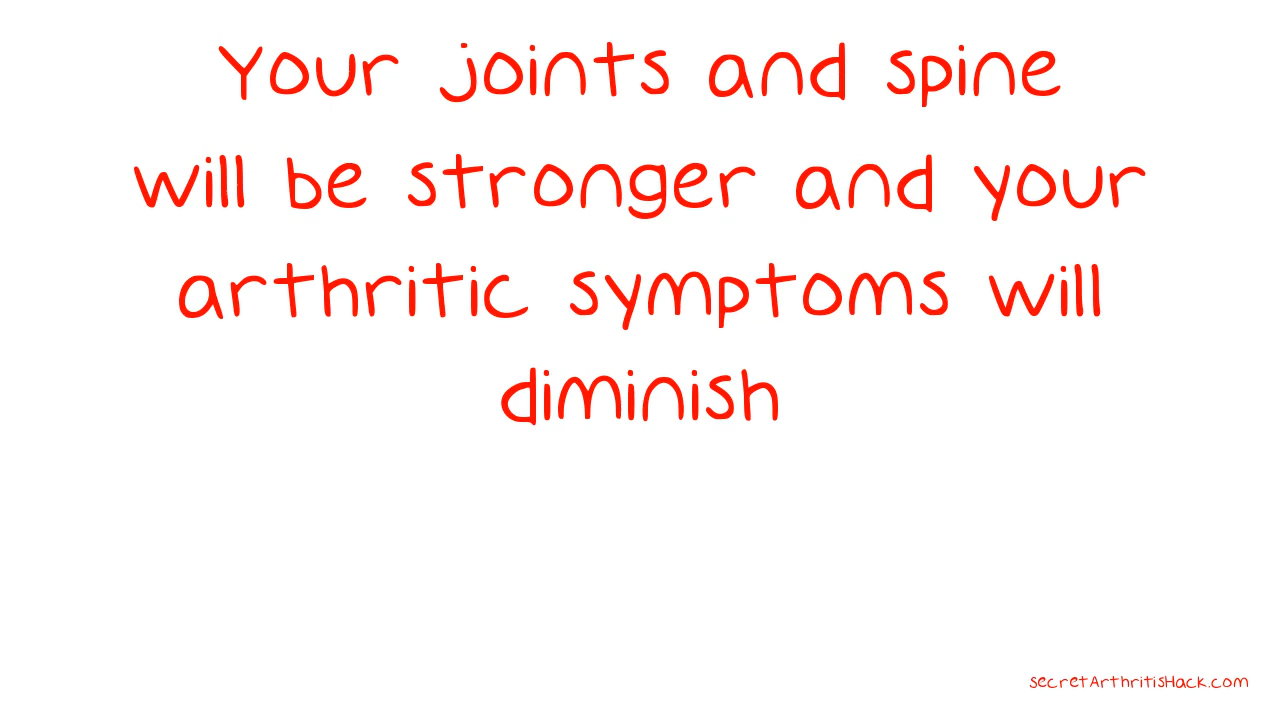 Your joints and spine
will be stronger and your
arthritic symptoms will
diminish
secretArthritisHack.com